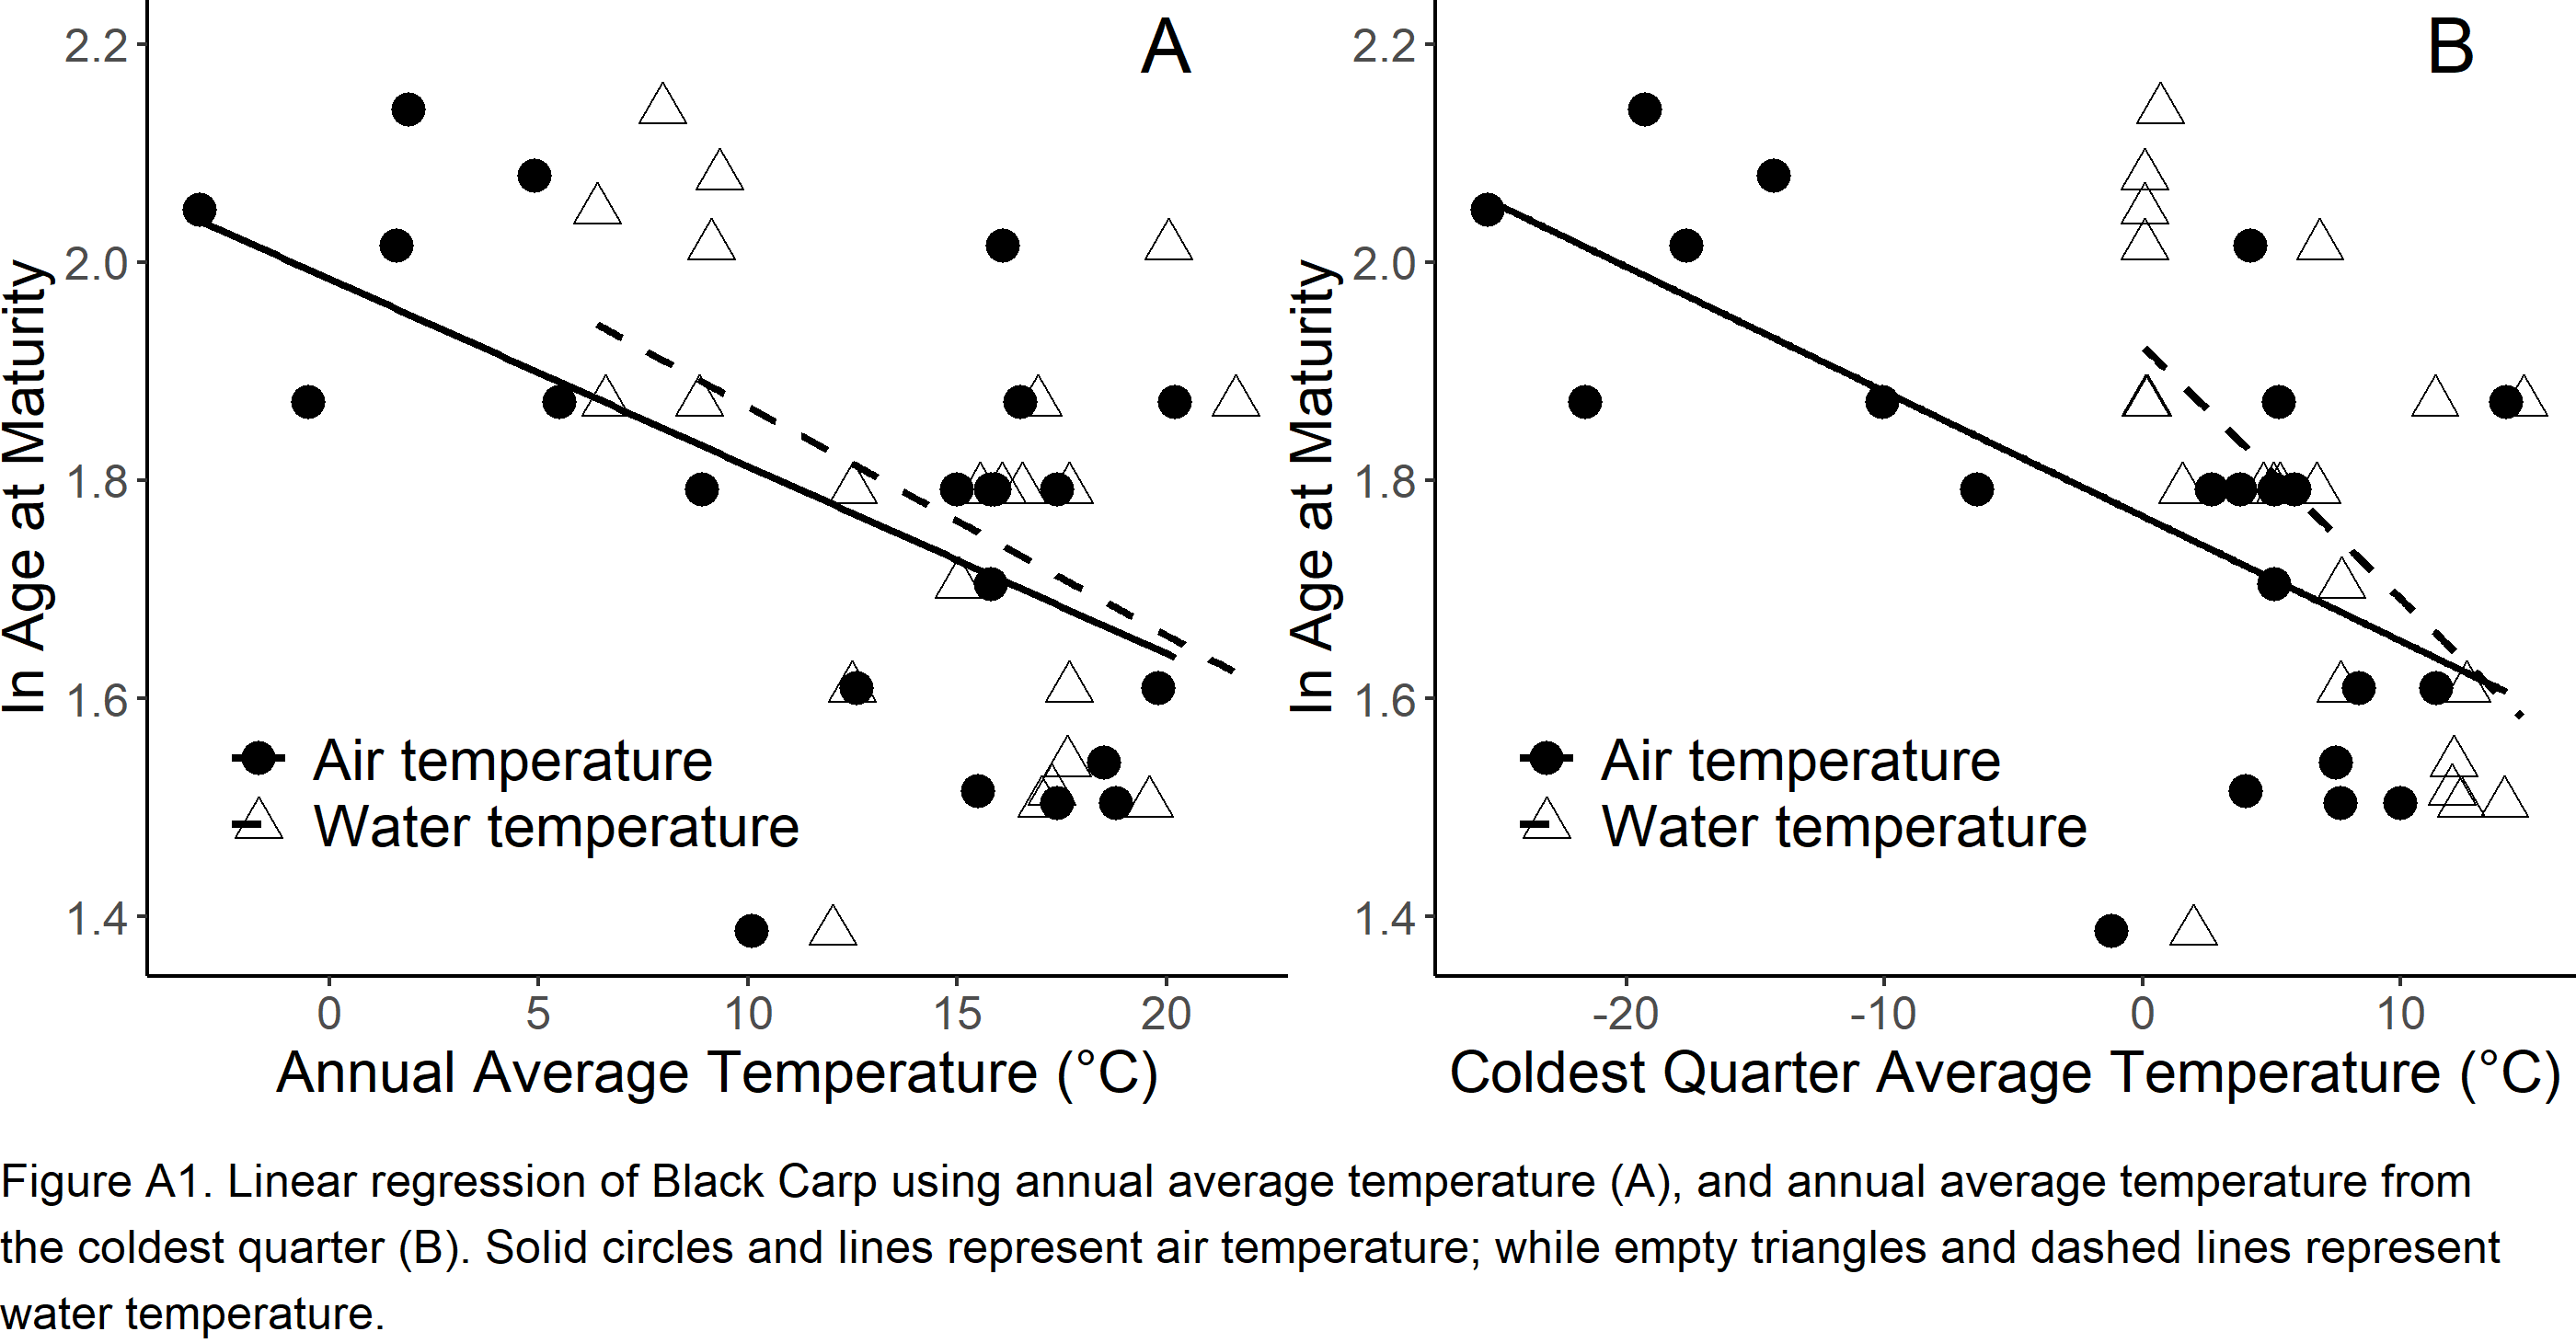 A
2.2
2.0
1.8
1.6
1.4
ln Age at Maturity
Air temperature
Water temperature
0 5 10 15 20
Annual Average Temperature (°C)
B
2.2
2.0
1.8
1.6
1.4
ln Age at Maturity
Air temperature
Water temperature
-20 -10 0 10
Coldest Quarter Average Temperature (°C)
Figure A1. Linear regression of Black Carp using annual average temperature (A), and annual average temperature from
the coldest quarter (B). Solid circles and lines represent air temperature; while empty triangles and dashed lines represent
water temperature.